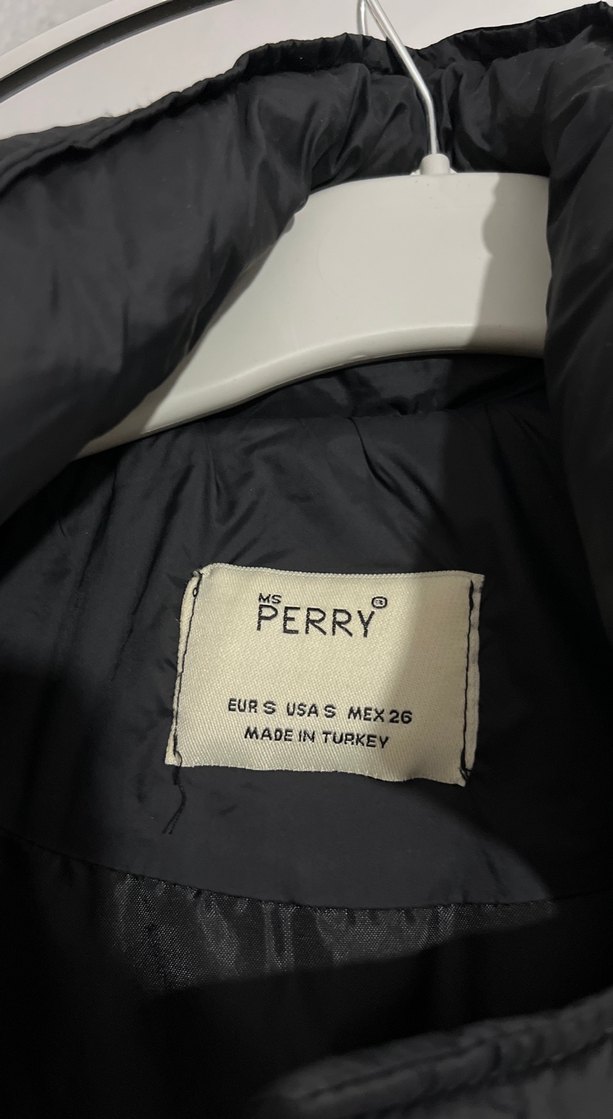 MS
PERRY®
EUR S USA S MEX 26
MADE IN TURKEY